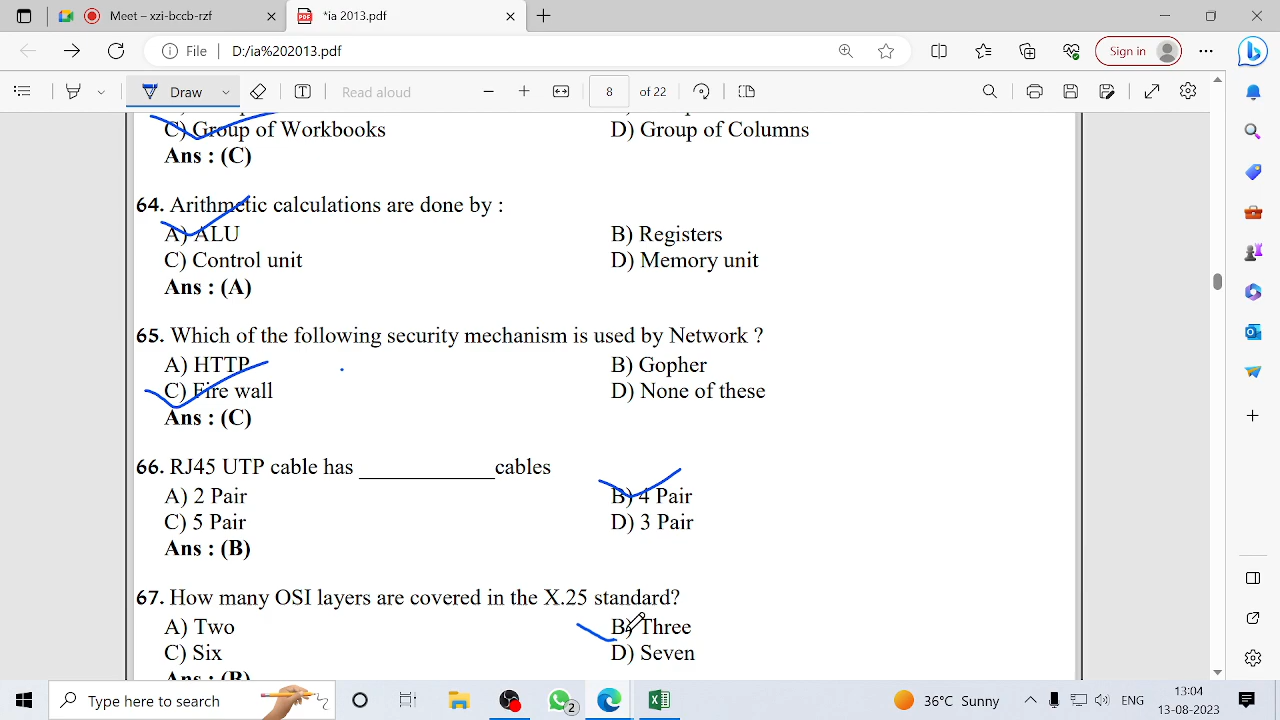 Meet – xzi-bcdb-rzf
*ia 2013.pdf
File D:/ia%202013.pdf
Sign in
Draw
Read aloud
8 of 22
C) Group of Workbooks D) Group of Columns
Ans : (C)
64. Arithmetic calculations are done by :
A) ALU B) Registers
C) Control unit D) Memory unit
Ans : (A)
65. Which of the following security mechanism is used by Network ?
A) HTTP B) Gopher
C) Fire wall D) None of these
Ans : (C)
66. RJ45 UTP cable has ____________cables
A) 2 Pair B) 4 Pair
C) 5 Pair D) 3 Pair
Ans : (B)
67. How many OSI layers are covered in the X.25 standard?
A) Two B) Three
C) Six D) Seven
Ans : (B)
Type here to search
2
36°C Sunny
ENG
13:04
13-08-2023